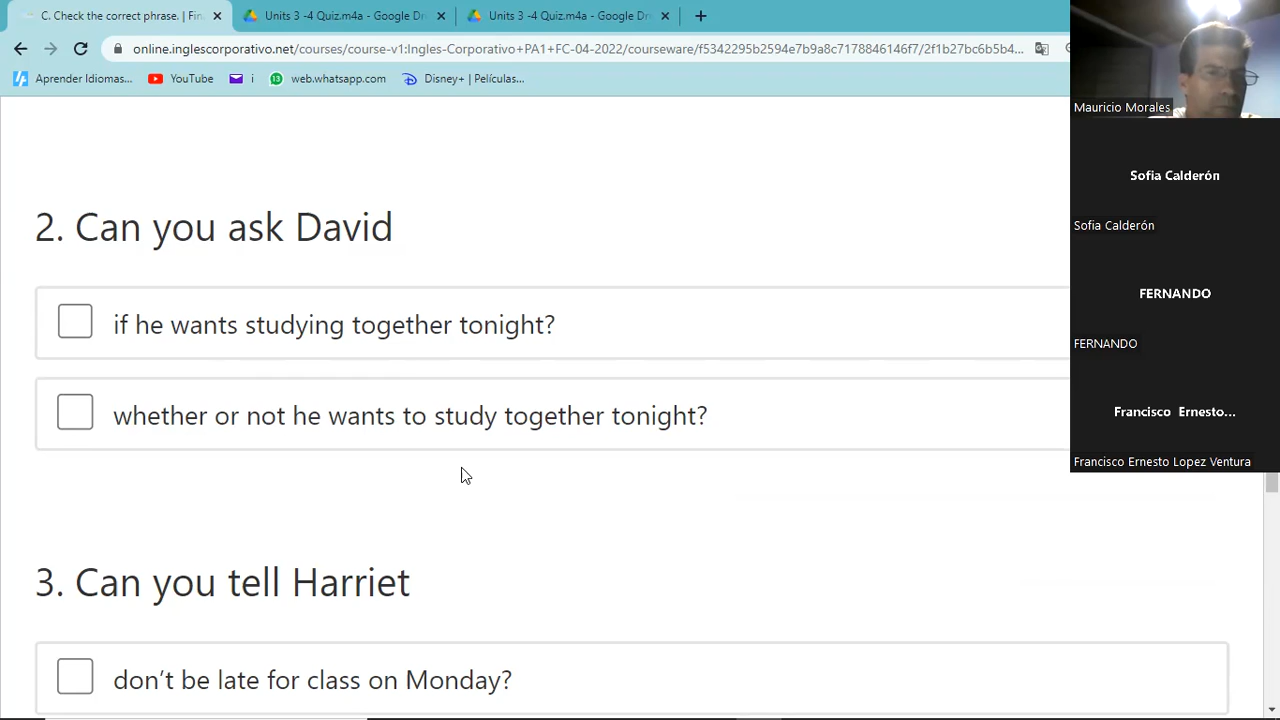 C. Check the correct phrase. | Fin
Units 3 -4 Quiz.m4a - Google Dr
Units 3 -4 Quiz.m4a - Google Dri
online.inglescorporativo.net/courses/course-v1:Ingles-Corporativo+PA1+FC-04-2022/courseware/f5342295b2594e7b9a8c7178846146f7/2f1b27bc6b5b4...
Aprender Idiomas...
YouTube
i
13
web.whatsapp.com
Disney+ | Películas,...
Mauricio Morales
Sofia Calderón
Sofia Calderón
FERNANDO
FERNANDO
Francisco Ernesto...
Francisco Ernesto Lopez Ventura
2. Can you ask David
if he wants studying together tonight?
whether or not he wants to study together tonight?
3. Can you tell Harriet
don't be late for class on Monday?